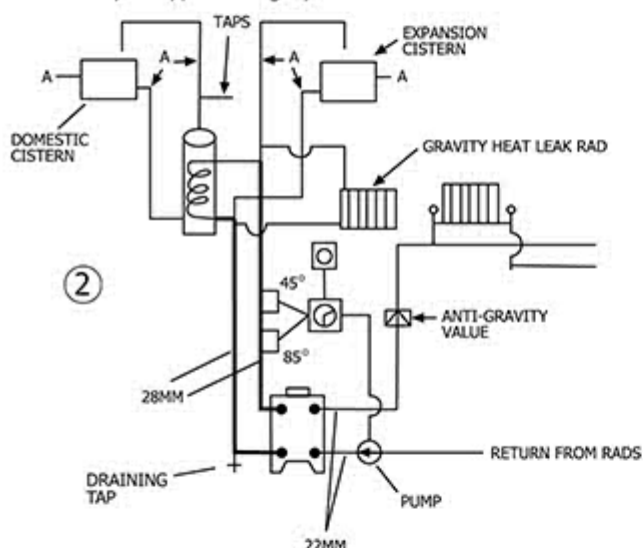 TAPS
EXPANSION
CISTERN
A
A
A
A
DOMESTIC
CISTERN
GRAVITY HEAT LEAK RAD
2
45°
ANTI-GRAVITY
VALUE
85°
28MM
RETURN FROM RADS
DRAINING
TAP
PUMP
22MM